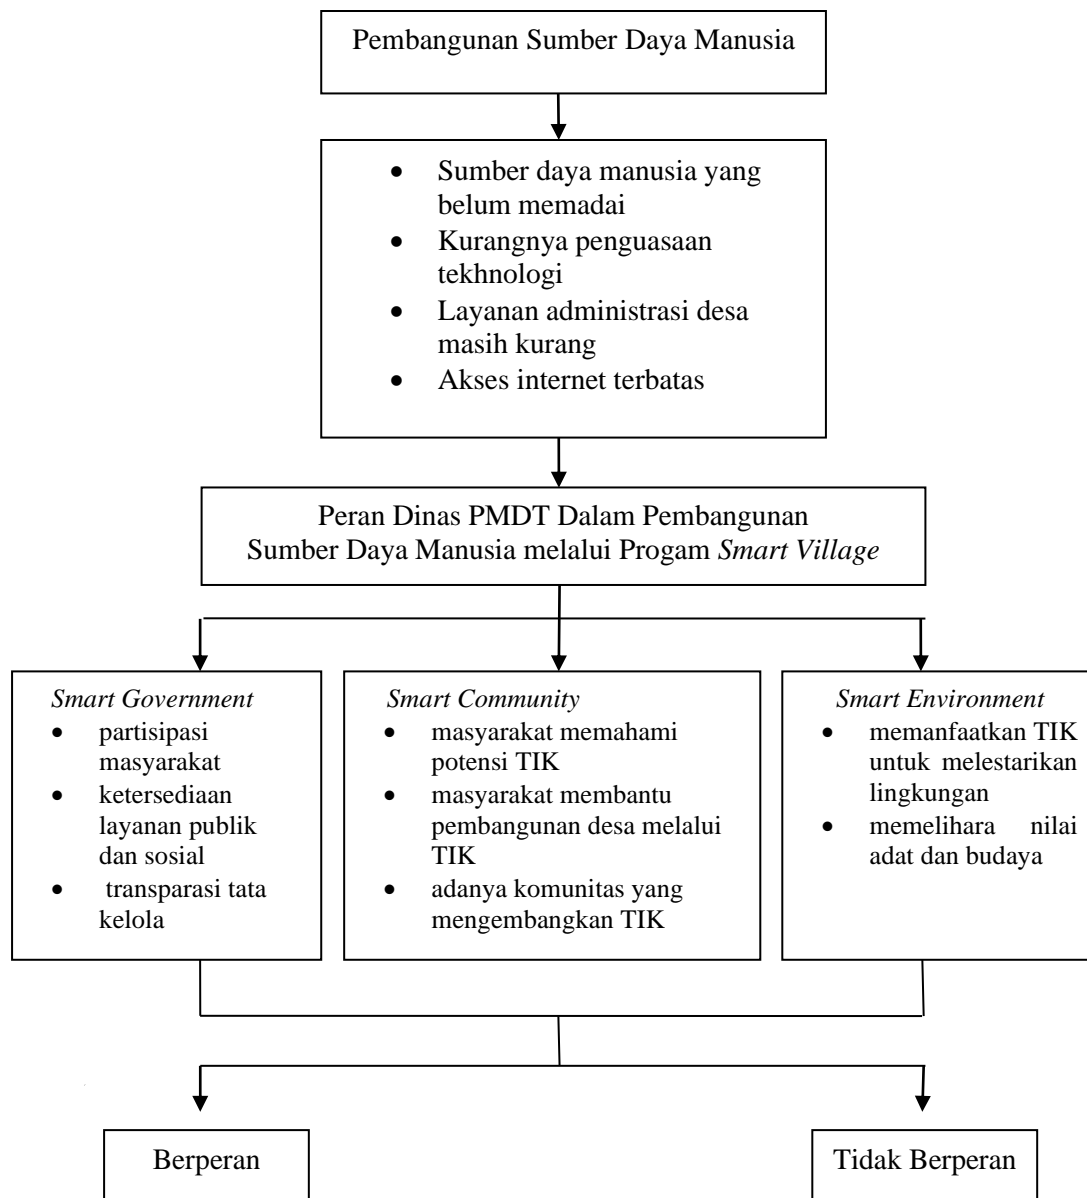 Pembangunan Sumber Daya Manusia
• Sumber daya manusia yang
belum memadai
• Kurangnya penguasaan
tekhnologi
• Layanan administrasi desa
masih kurang
• Akses internet terbatas
Peran Dinas PMDT Dalam Pembangunan
Sumber Daya Manusia melalui Progam Smart Village
Smart Government
• partisipasi
masyarakat
• ketersediaan
layanan publik
dan sosial
• transparasi tata
kelola
Smart Community
• masyarakat memahami
potensi TIK
• masyarakat membantu
pembangunan desa melalui
TIK
• adanya komunitas yang
mengembangkan TIK
Smart Environment
• memanfaatkan TIK
untuk melestarikan
lingkungan
• memelihara nilai
adat dan budaya
Berperan
Tidak Berperan